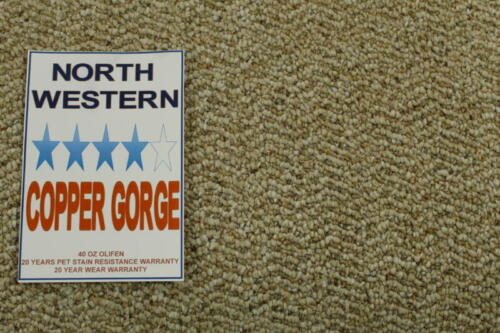 NORTH
WESTERN
COPPER GORGE
40 OZ OLIFEN
20 YEARS PET STAIN RESISTANCE WARRANTY
20 YEAR WEAR WARRANTY